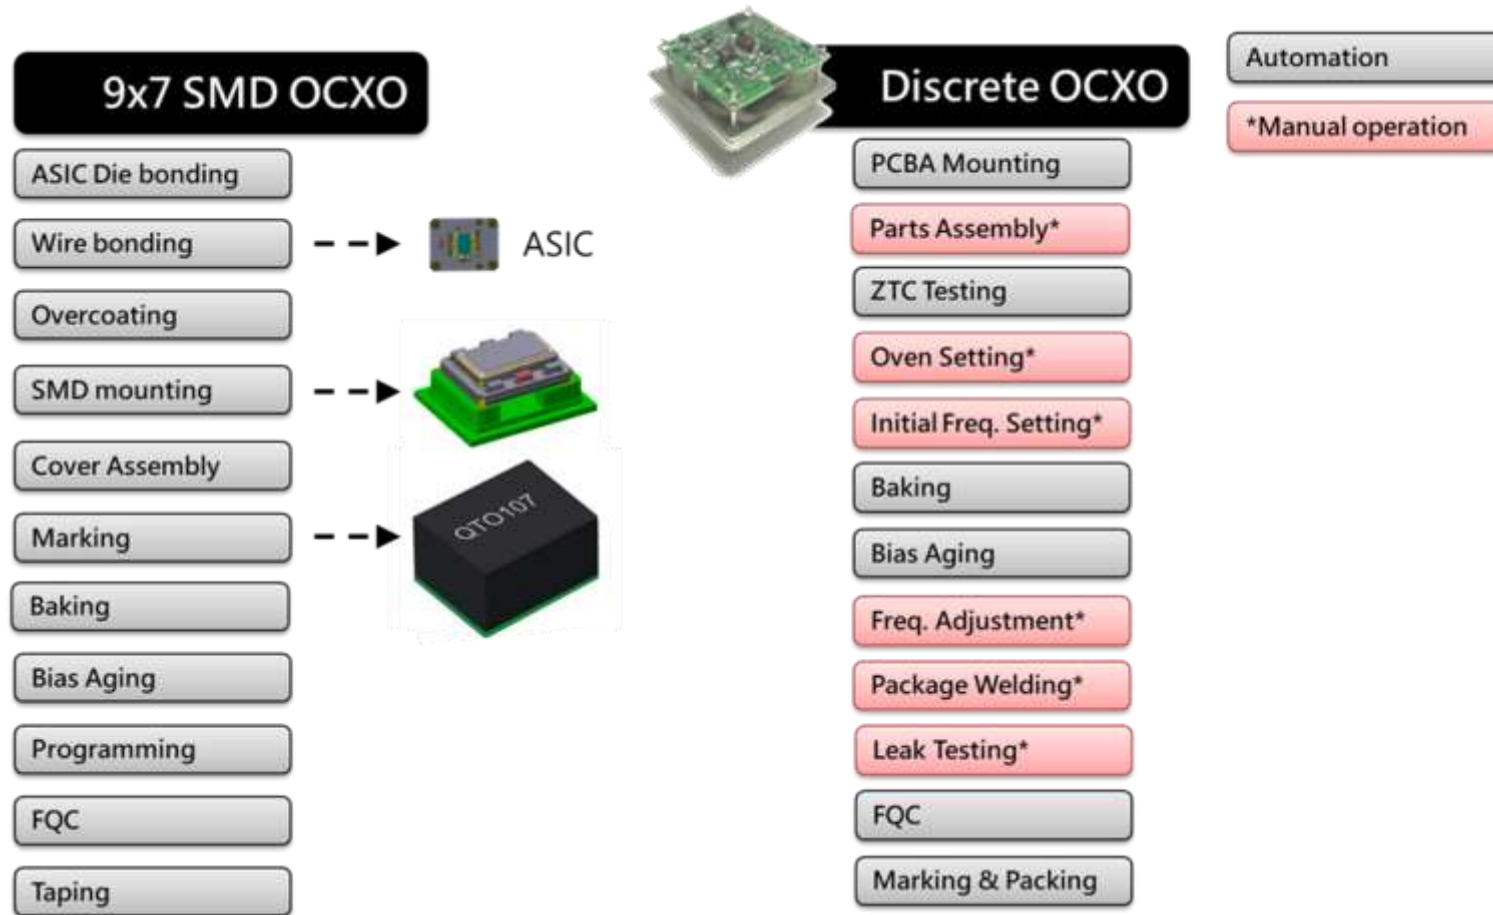 9x7 SMD OCXO
ASIC Die bonding
Wire bonding
ASIC
Overcoating
SMD mounting
Cover Assembly
Marking
QTO107
Baking
Bias Aging
Programming
FQC
Taping
Discrete OCXO
PCBA Mounting
Parts Assembly*
ZTC Testing
Oven Setting*
Initial Freq. Setting*
Baking
Bias Aging
Freq. Adjustment*
Package Welding*
Leak Testing*
FQC
Marking & Packing
Automation
*Manual operation